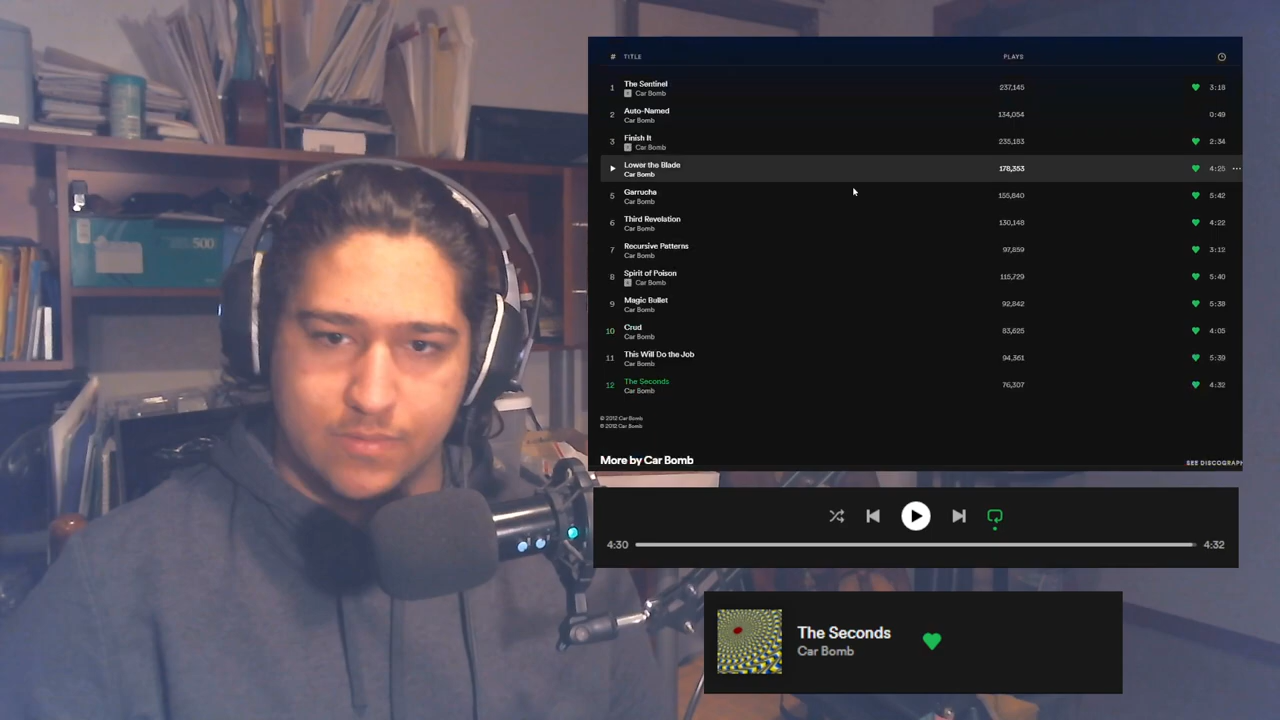 # TITLE PLAYS
1 The Sentinel 237,145 3:18
E Car Bomb
2 Auto-Named 134,054 0:49
Car Bomb
3 Finish It 235,183 2:34
E Car Bomb
Lower the Blade 178,353 4:25 ...
Car Bomb
5 Garrucha 155,840 5:42
Car Bomb
6 Third Revelation 130,148 4:22
Car Bomb
7 Recursive Patterns 97,859 3:12
Car Bomb
8 Spirit of Poison 115,729 5:40
E Car Bomb
9 Magic Bullet 92,842 5:38
Car Bomb
10 Crud 83,625 4:05
Car Bomb
11 This Will Do the Job 94,361 5:39
Car Bomb
12 The Seconds 76,307 4:32
Car Bomb
© 2012 Car Bomb
℗ 2012 Car Bomb
More by Car Bomb SEE DISCOGRAPH
4:30 4:32
The Seconds
Car Bomb
500